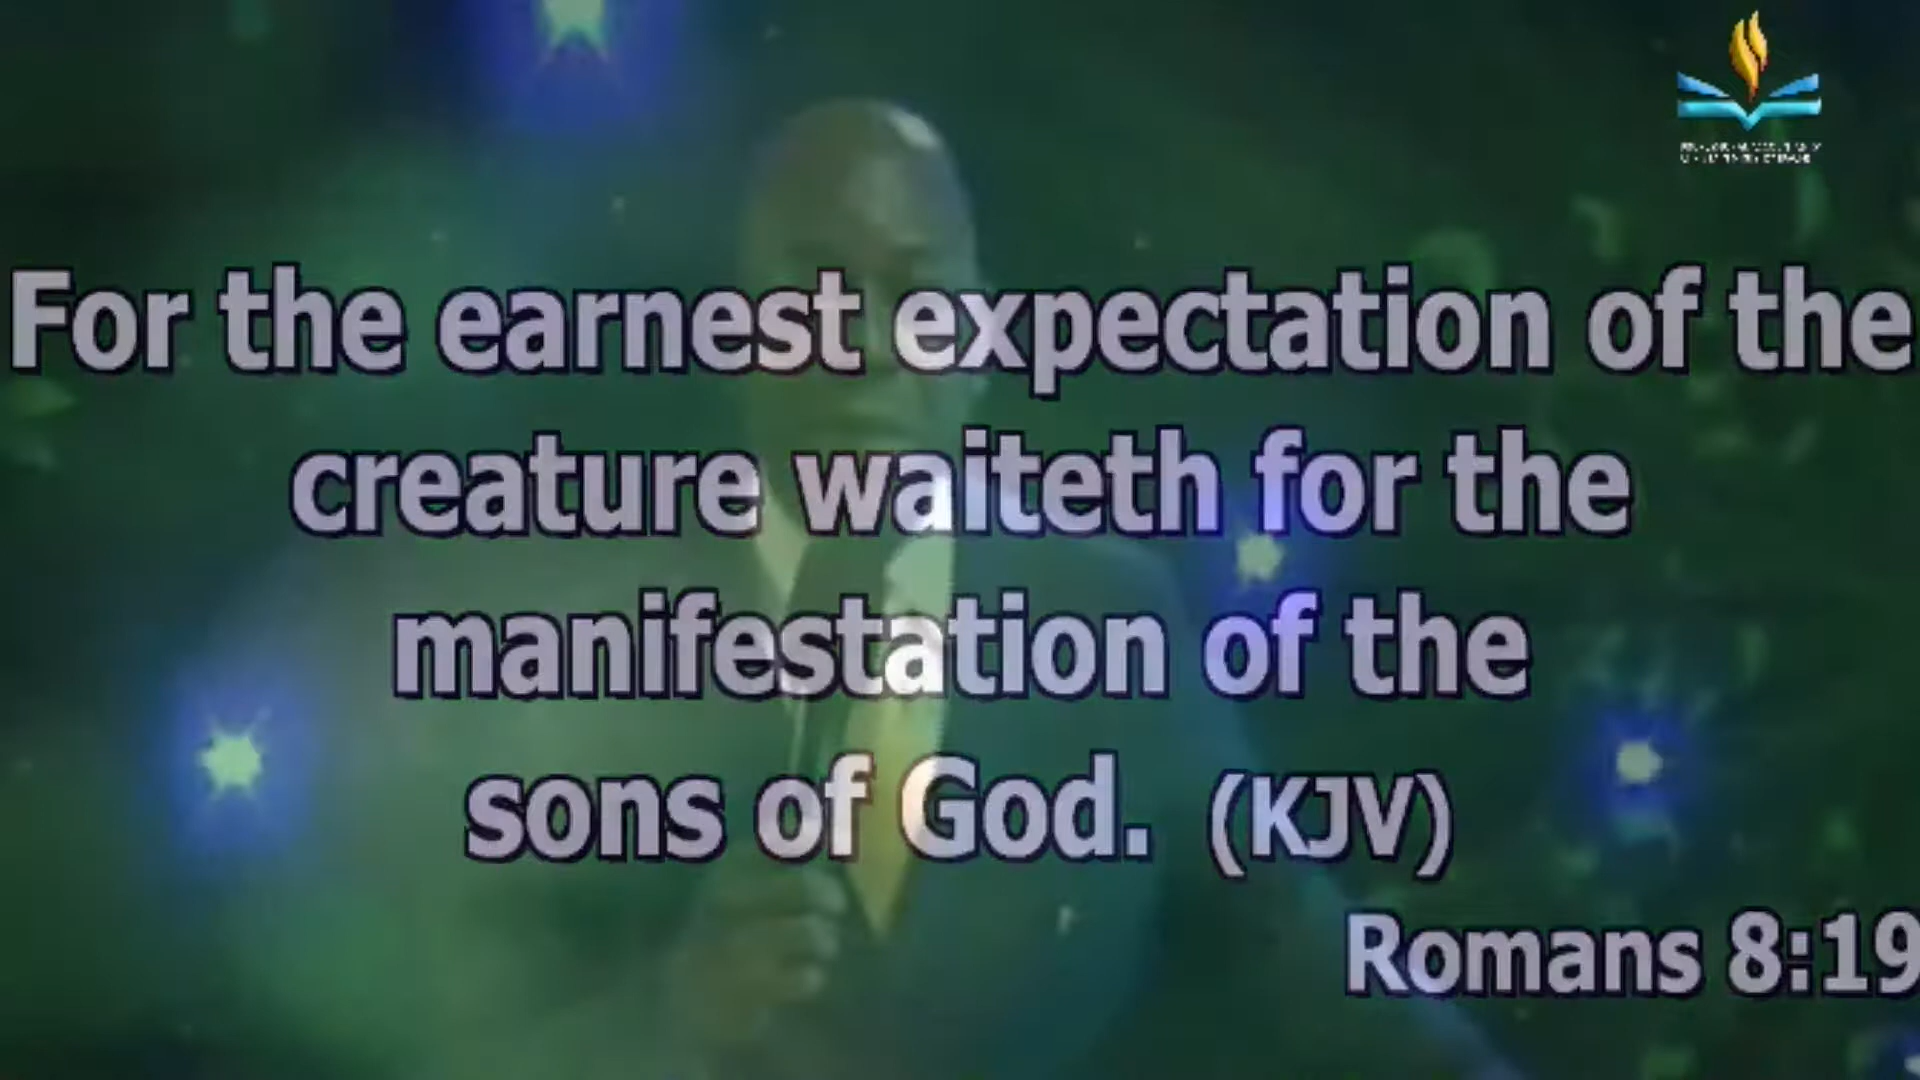 For the earnest expectation of the
creature waiteth for the
manifestation of the
sons of God. (KJV)
Romans 8:19